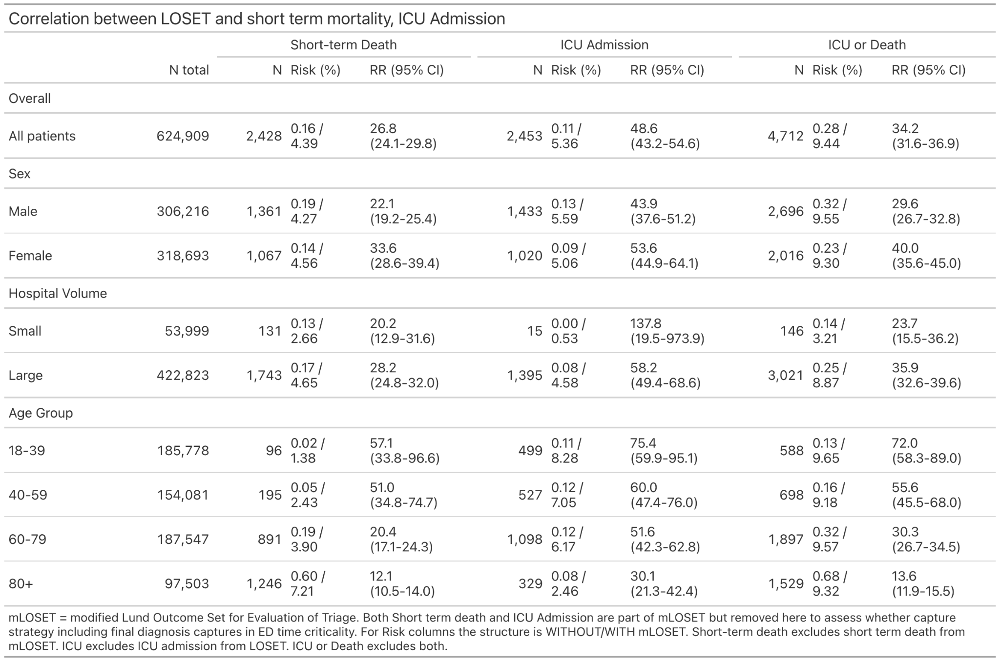 Correlation between LOSET and short term mortality, ICU Admission
Short-term Death ICU Admission ICU or Death
N total N Risk (%) RR (95% CI) N Risk (%) RR (95% CI) N Risk (%) RR (95% CI)
Overall
All patients 624,909 2,428 0.16 / 4.39 26.8 (24.1-29.8) 2,453 0.11 / 5.36 48.6 (43.2-54.6) 4,712 0.28 / 9.44 34.2 (31.6-36.9)
Sex
Male 306,216 1,361 0.19 / 4.27 22.1 (19.2-25.4) 1,433 0.13 / 5.59 43.9 (37.6-51.2) 2,696 0.32 / 9.55 29.6 (26.7-32.8)
Female 318,693 1,067 0.14 / 4.56 33.6 (28.6-39.4) 1,020 0.09 / 5.06 53.6 (44.9-64.1) 2,016 0.23 / 9.30 40.0 (35.6-45.0)
Hospital Volume
Small 53,999 131 0.13 / 2.66 20.2 (12.9-31.6) 15 0.00 / 0.53 137.8 (19.5-973.9) 146 0.14 / 3.21 23.7 (15.5-36.2)
Large 422,823 1,743 0.17 / 4.65 28.2 (24.8-32.0) 1,395 0.08 / 4.58 58.2 (49.4-68.6) 3,021 0.25 / 8.87 35.9 (32.6-39.6)
Age Group
18-39 185,778 96 0.02 / 1.38 57.1 (33.8-96.6) 499 0.11 / 8.28 75.4 (59.9-95.1) 588 0.13 / 9.65 72.0 (58.3-89.0)
40-59 154,081 195 0.05 / 2.43 51.0 (34.8-74.7) 527 0.12 / 7.05 60.0 (47.4-76.0) 698 0.16 / 9.18 55.6 (45.5-68.0)
60-79 187,547 891 0.19 / 3.90 20.4 (17.1-24.3) 1,098 0.12 / 6.17 51.6 (42.3-62.8) 1,897 0.32 / 9.57 30.3 (26.7-34.5)
80+ 97,503 1,246 0.60 / 7.21 12.1 (10.5-14.0) 329 0.08 / 2.46 30.1 (21.3-42.4) 1,529 0.68 / 9.32 13.6 (11.9-15.5)
mLOSET = modified Lund Outcome Set for Evaluation of Triage. Both Short term death and ICU Admission are part of mLOSET but removed here to assess whether capture
strategy including final diagnosis captures in ED time criticality. For Risk columns the structure is WITHOUT/WITH mLOSET. Short-term death excludes short term death from
mLOSET. ICU excludes ICU admission from LOSET. ICU or Death excludes both.